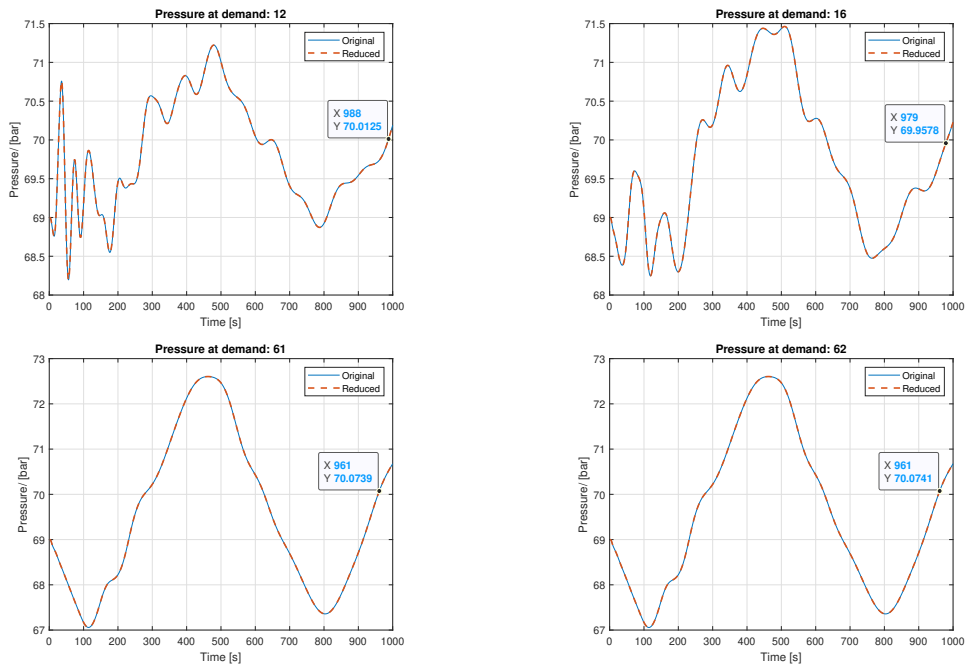 Pressure at demand: 12
71.5
71
70.5
70
69.5
69
68.5
68
Pressure/ [bar]
Original
Reduced
X 988
Y 70.0125
0 100 200 300 400 500 600 700 800 900 1000
Time [s]
Pressure at demand: 16
71.5
71
70.5
70
69.5
69
68.5
68
Pressure/ [bar]
Original
Reduced
X 979
Y 69.9578
0 100 200 300 400 500 600 700 800 900 1000
Time [s]
Pressure at demand: 61
73
72
71
70
69
68
67
Pressure/ [bar]
Original
Reduced
X 961
Y 70.0739
0 100 200 300 400 500 600 700 800 900 1000
Time [s]
Pressure at demand: 62
73
72
71
70
69
68
67
Pressure/ [bar]
Original
Reduced
X 961
Y 70.0741
0 100 200 300 400 500 600 700 800 900 1000
Time [s]